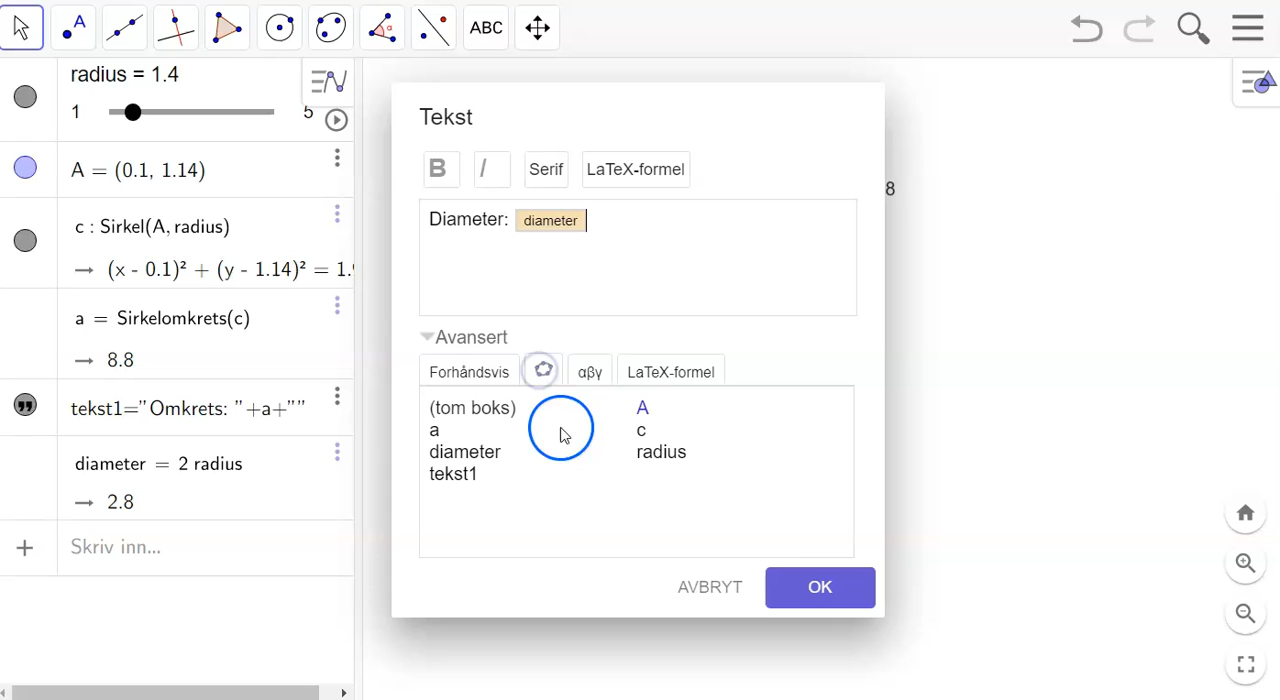 A
α
ABC
radius = 1.4
1
5
A = (0.1, 1.14)
c : Sirkel(A, radius)
→ (x - 0.1)² + (y - 1.14)² = 1.9
a = Sirkelomkrets(c)
→ 8.8
tekst1="Omkrets: "+a+""
diameter = 2 radius
→ 2.8
+ Skriv inn...
Tekst
B I Serif LaTeX-formel
Diameter: diameter
8
Avansert
Forhåndsvis αβγ LaTeX-formel
(tom boks) A
a c
diameter radius
tekst1
AVBRYT OK